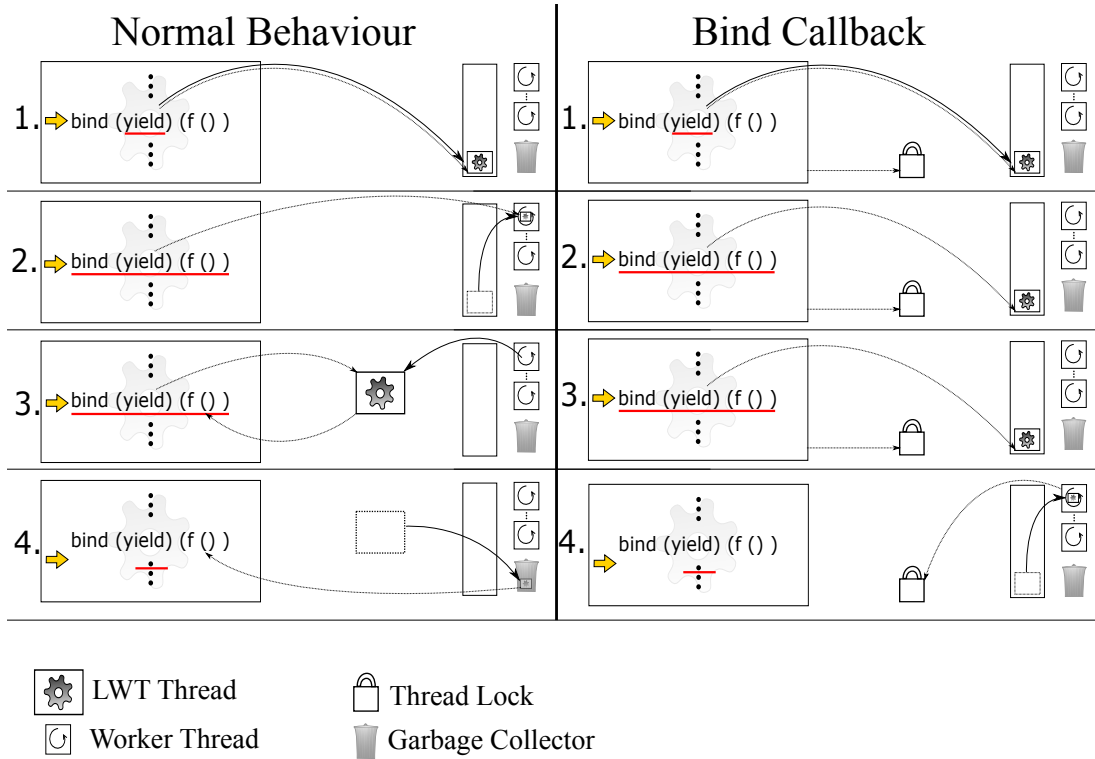 Normal Behaviour
Bind Callback
1. bind (yield) (f () )
1. bind (yield) (f () )
2. bind (yield) (f () )
2. bind (yield) (f () )
3. bind (yield) (f () )
3. bind (yield) (f () )
4. bind (yield) (f () )
4. bind (yield) (f () )
LWT Thread
Thread Lock
Worker Thread
Garbage Collector